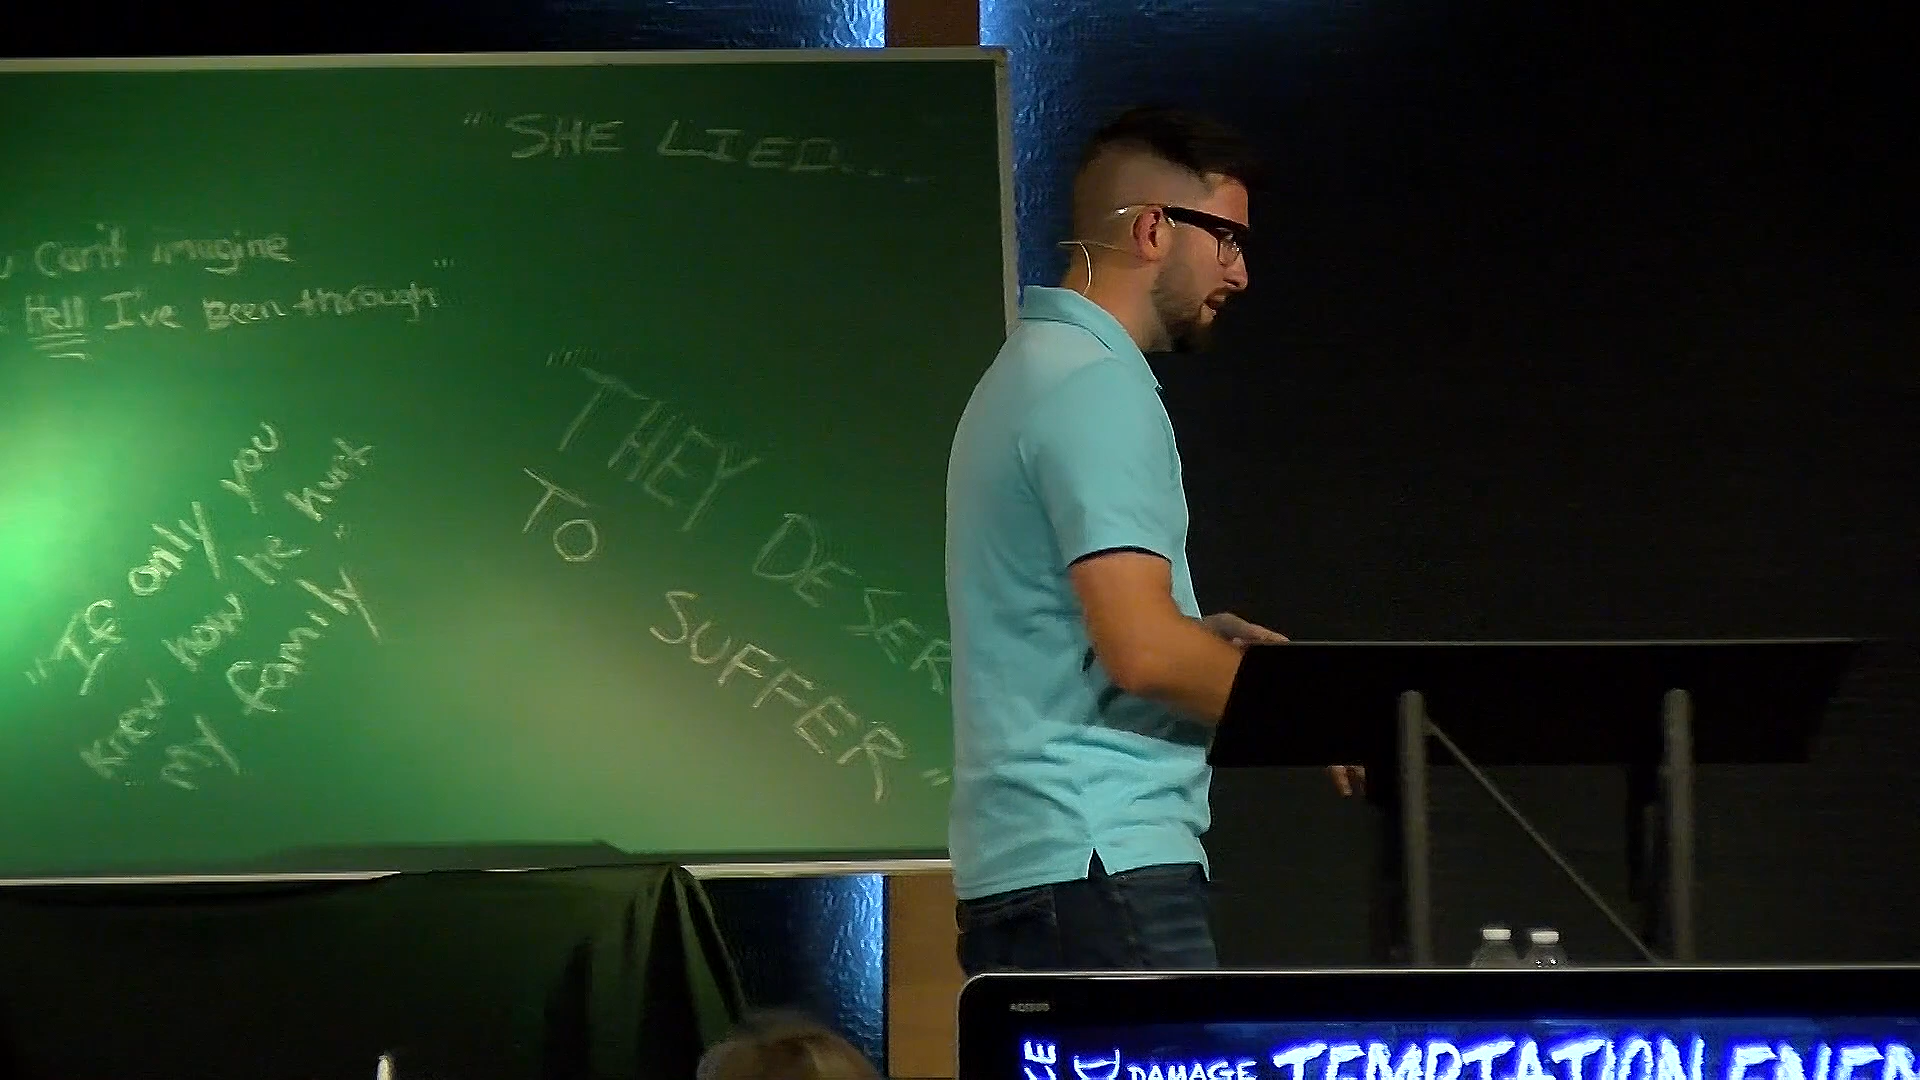 "SHE LIED....
Can't imagine
Hell I've Been through"
"If only you
knew how he hurt
my family"
"THEY DESER
TO SUFFER"
DAMAGE TEMPTATION ENEM